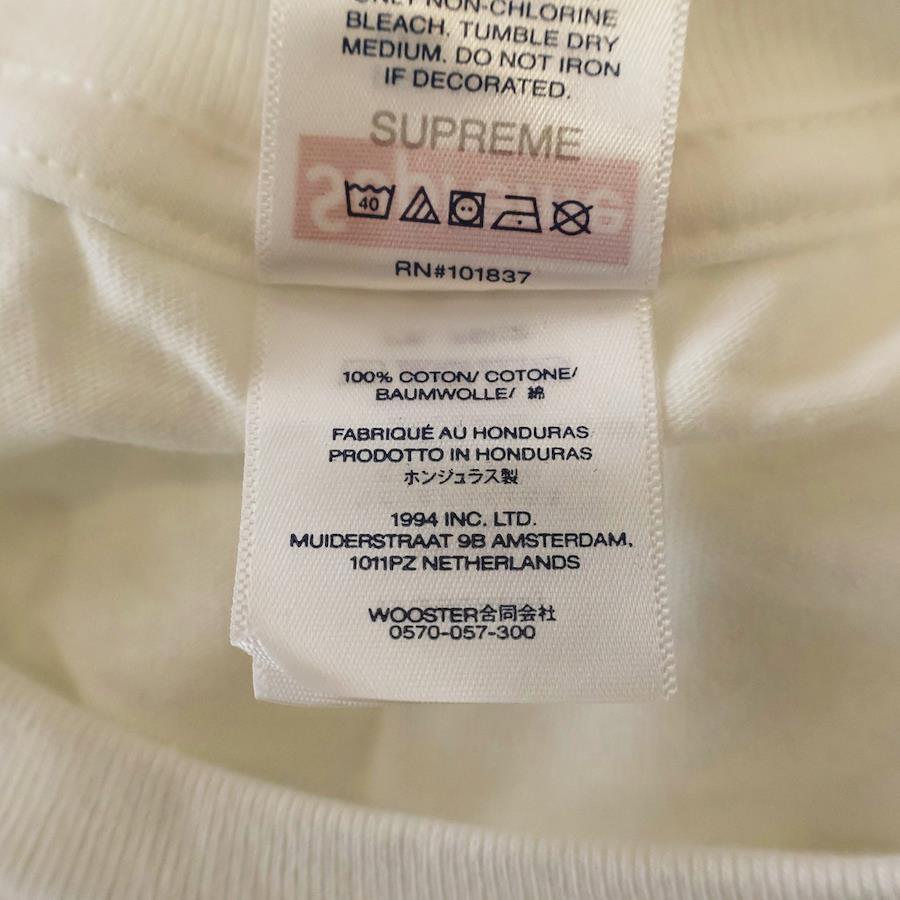 ONLY NON-CHLORINE
BLEACH. TUMBLE DRY
MEDIUM. DO NOT IRON
IF DECORATED.
SUPREME
40
RN#101837
100% COTON/ COTONE/
BAUMWOLLE/ 綿
FABRIQUÉ AU HONDURAS
PRODOTTO IN HONDURAS
ホンジュラス製
1994 INC. LTD.
MUIDERSTRAAT 9B AMSTERDAM,
1011PZ NETHERLANDS
WOOSTER合同会社
0570-057-300